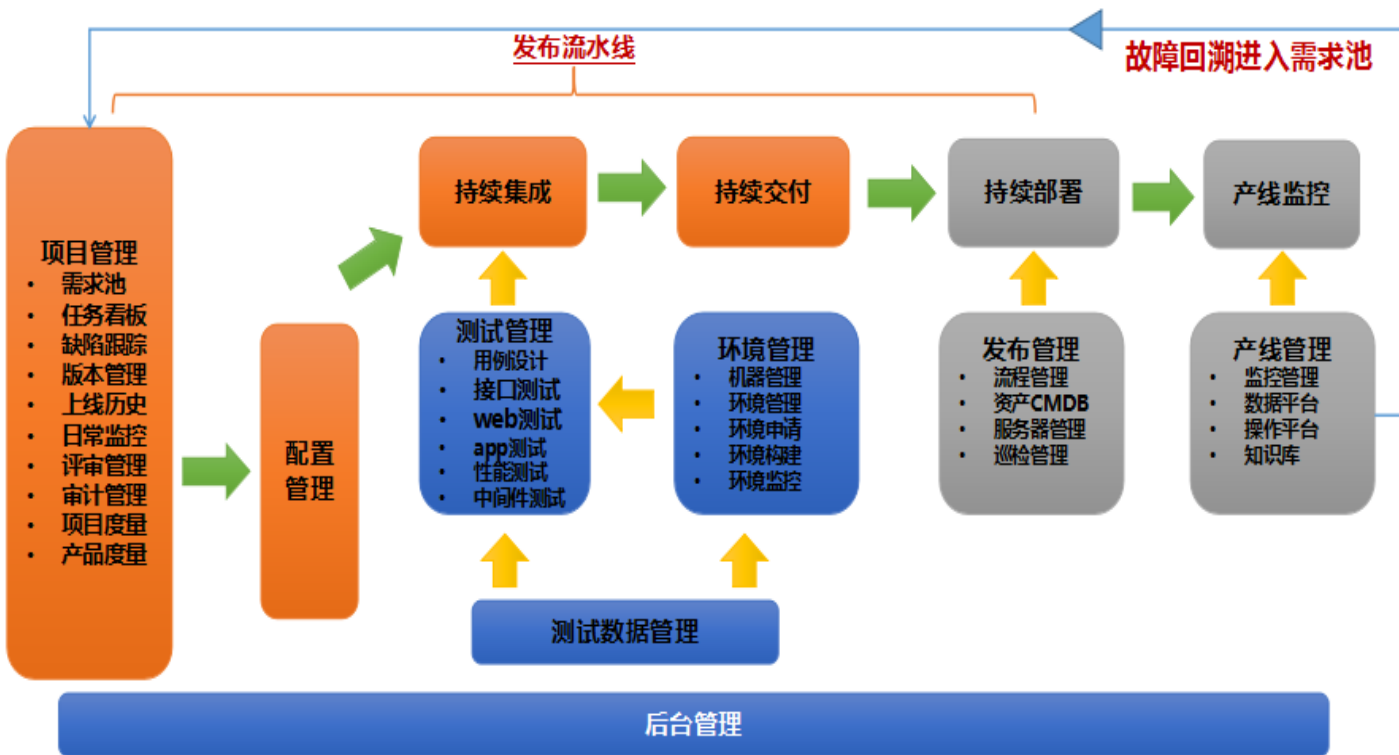 发布流水线
故障回溯进入需求池
项目管理
• 需求池
• 任务看板
• 缺陷跟踪
• 版本管理
• 上线历史
• 日常监控
• 评审管理
• 审计管理
• 项目度量
• 产品度量
配置
管理
持续集成
持续交付
持续部署
产线监控
测试管理
• 用例设计
• 接口测试
• web测试
• app测试
• 性能测试
• 中间件测试
环境管理
• 机器管理
• 环境管理
• 环境申请
• 环境构建
• 环境监控
发布管理
• 流程管理
• 资产CMDB
• 服务器管理
• 巡检管理
产线管理
• 监控管理
• 数据平台
• 操作平台
• 知识库
测试数据管理
后台管理